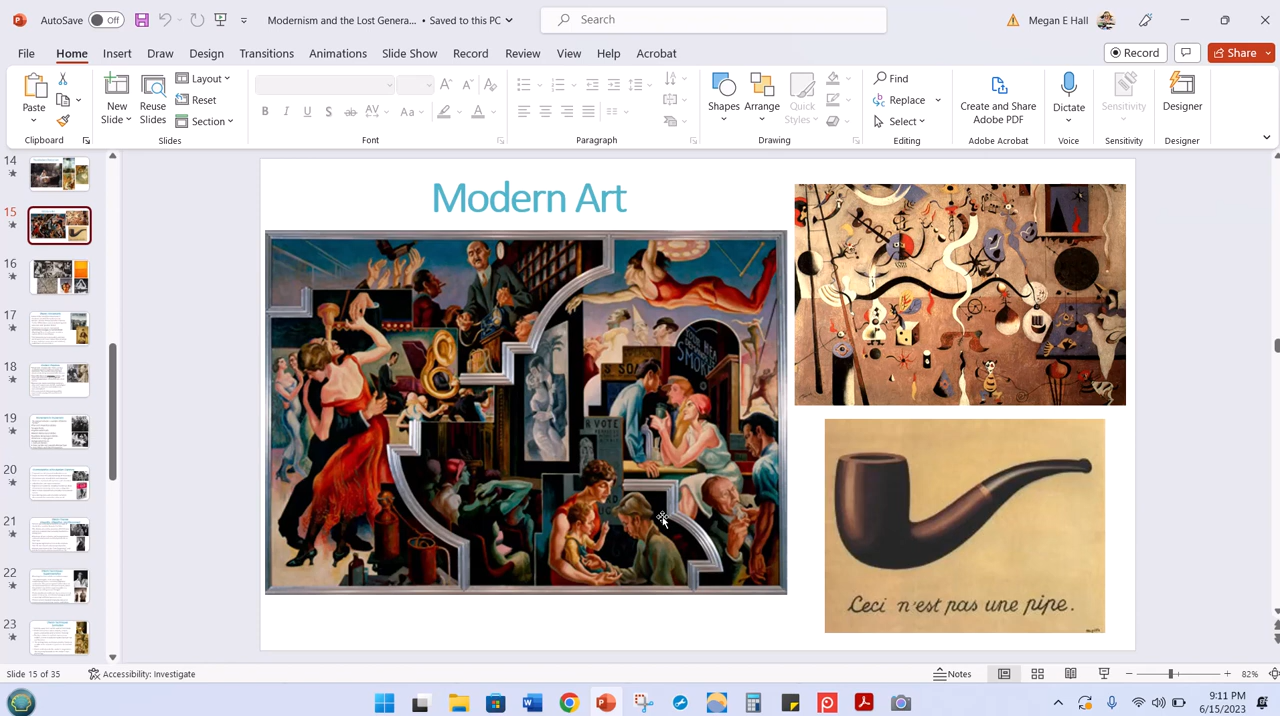 AutoSave Off Modernism and the Lost Genera... • Saved to this PC Search Megan E Hall
File Home Insert Draw Design Transitions Animations Slide Show Record Review View Help Acrobat Record Share
Paste New Slide Reuse Slides Layout Reset Section Shapes Arrange Quick Styles Find Replace Select Create and Share Adobe PDF Dictate Sensitivity Designer
Clipboard Slides Font Paragraph Drawing Editing Adobe Acrobat Voice Sensitivity Designer
14
15
16
17
18
19
20
21
22
23
Modern Art
VOTE
Ceci n'est pas une pipe.
Slide 15 of 35 Accessibility: Investigate Notes 82%
9:11 PM
6/15/2023